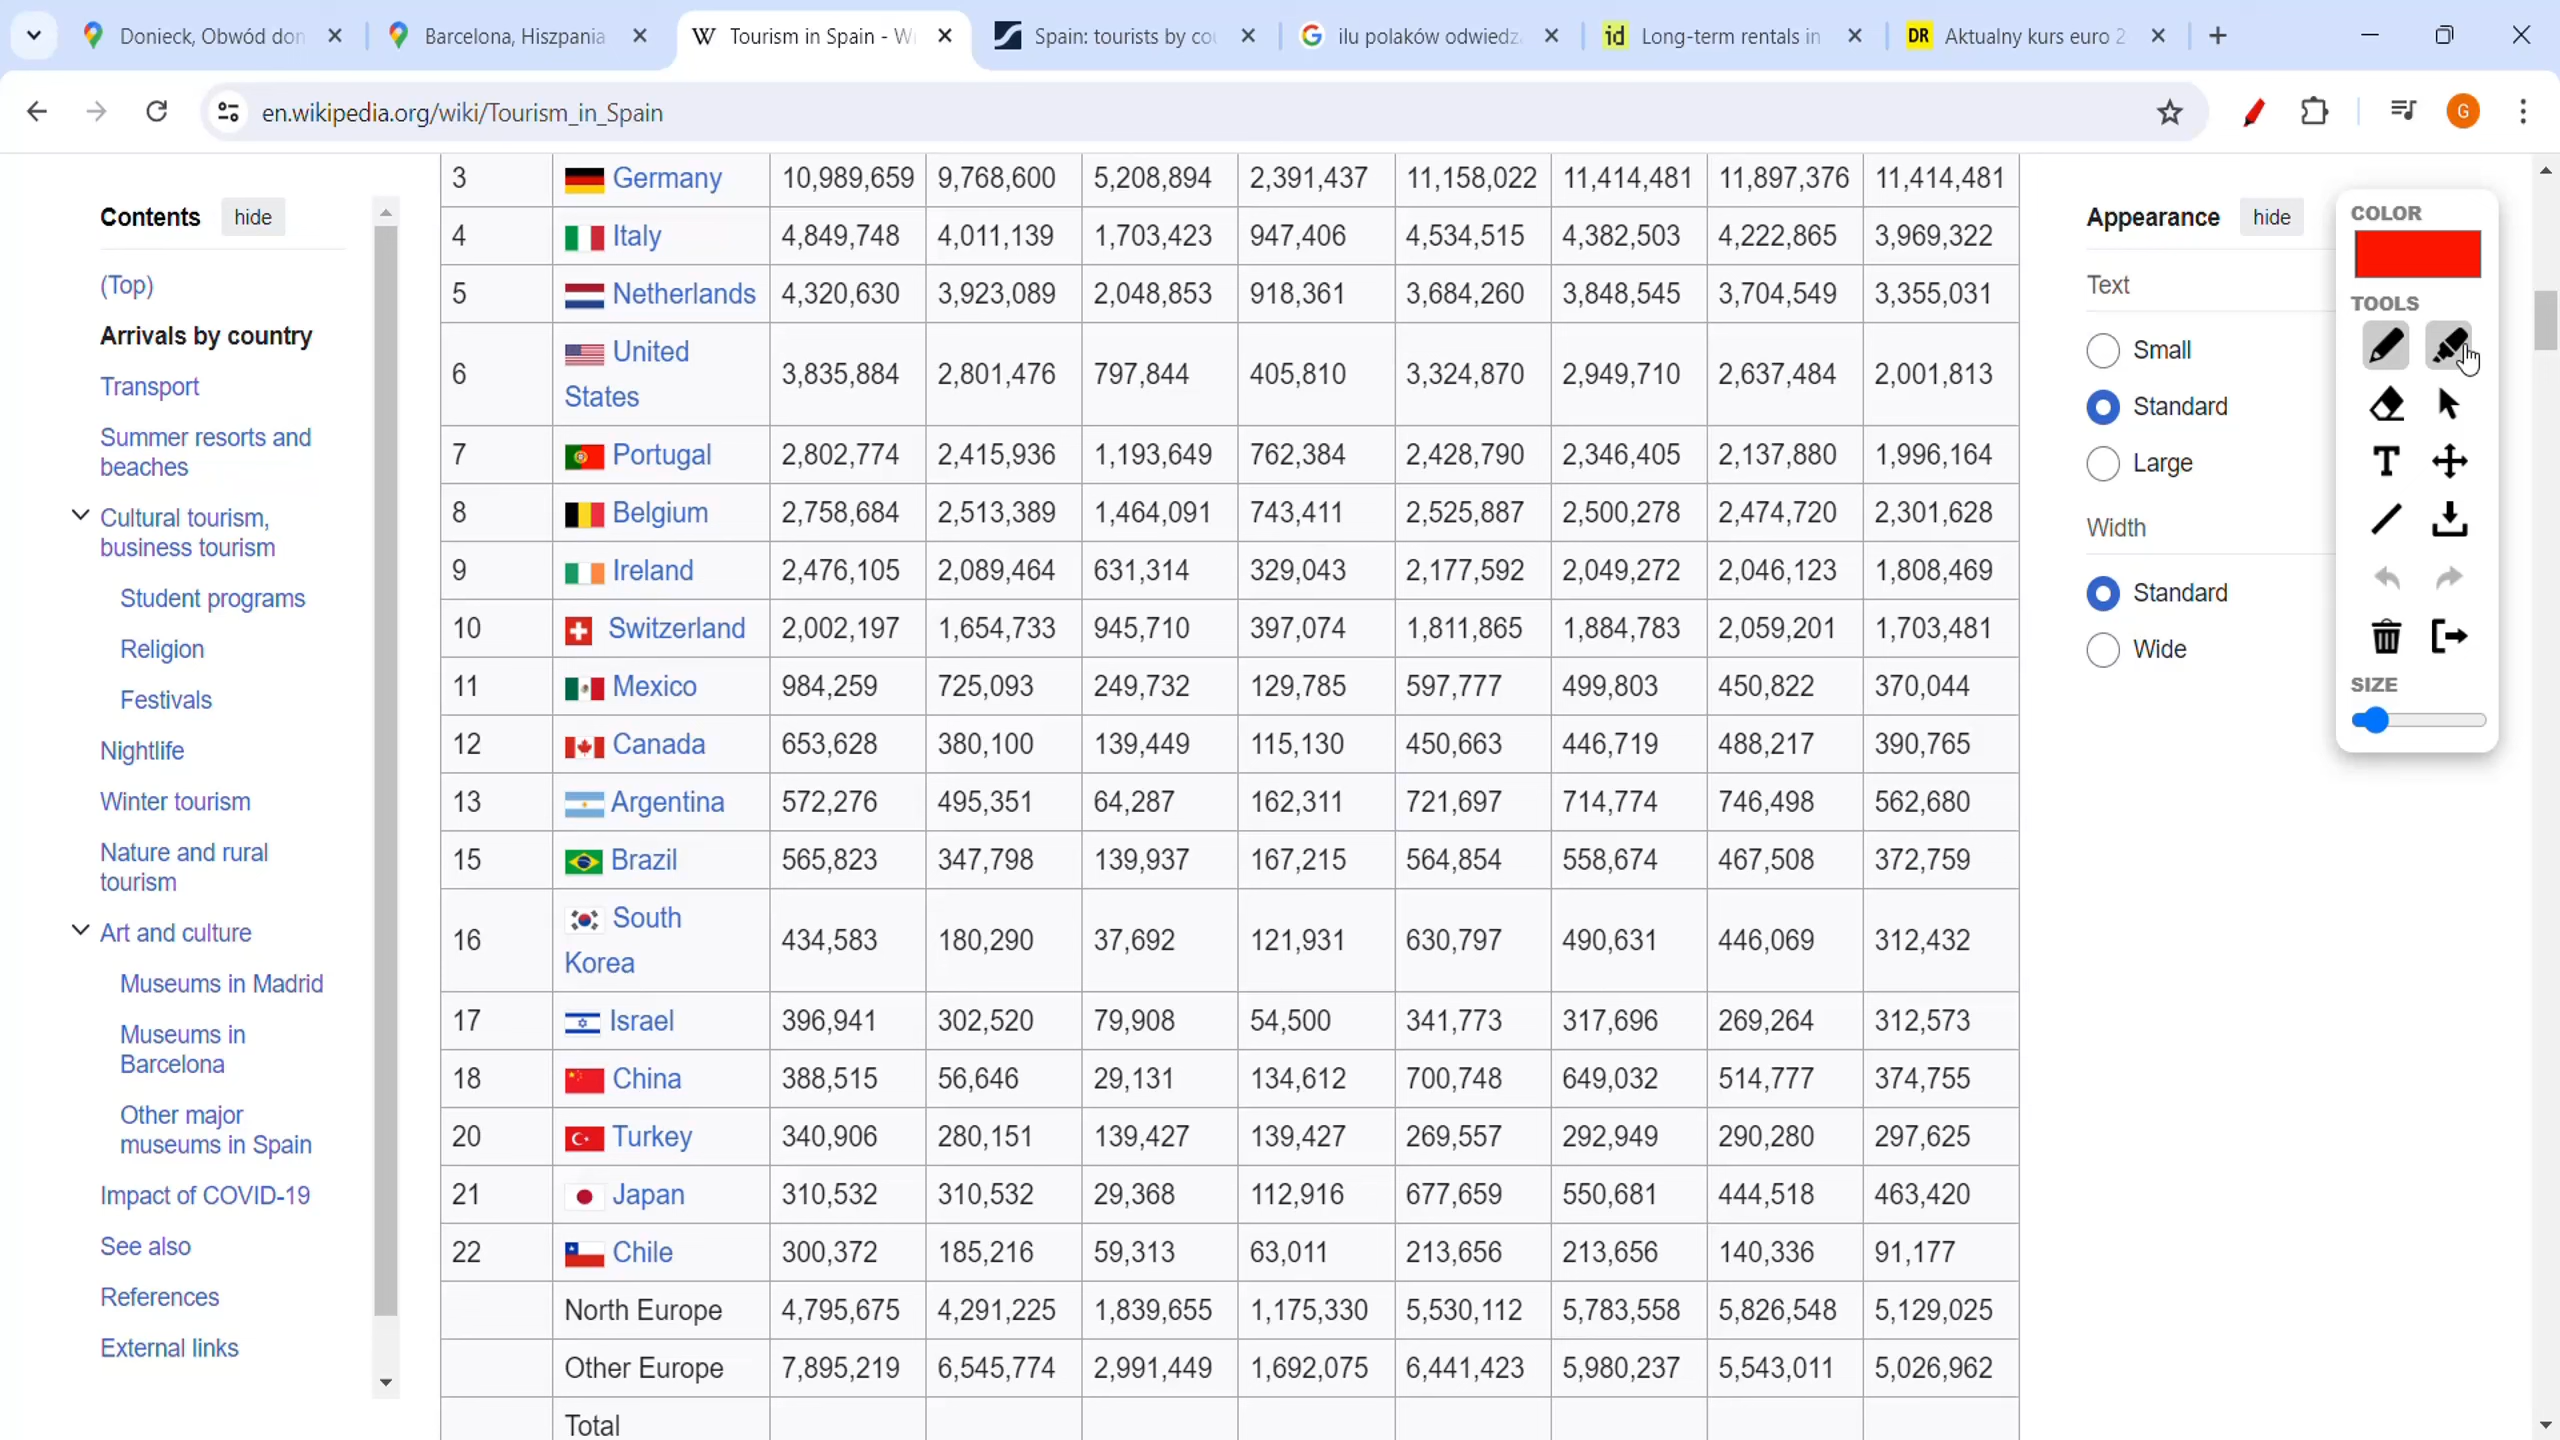 Donieck, Obwód don
Barcelona, Hiszpania
Tourism in Spain - Wi
Spain: tourists by cou
ilu polaków odwiedza
Long-term rentals in
DR Aktualny kurs euro 2
en.wikipedia.org/wiki/Tourism_in_Spain
G
Contents hide
(Top)
Arrivals by country
Transport
Summer resorts and
beaches
Cultural tourism,
business tourism
Student programs
Religion
Festivals
Nightlife
Winter tourism
Nature and rural
tourism
Art and culture
Museums in Madrid
Museums in
Barcelona
Other major
museums in Spain
Impact of COVID-19
See also
References
External links
3 Germany 10,989,659 9,768,600 5,208,894 2,391,437 11,158,022 11,414,481 11,897,376 11,414,481
4 Italy 4,849,748 4,011,139 1,703,423 947,406 4,534,515 4,382,503 4,222,865 3,969,322
5 Netherlands 4,320,630 3,923,089 2,048,853 918,361 3,684,260 3,848,545 3,704,549 3,355,031
6 United
States 3,835,884 2,801,476 797,844 405,810 3,324,870 2,949,710 2,637,484 2,001,813
7 Portugal 2,802,774 2,415,936 1,193,649 762,384 2,428,790 2,346,405 2,137,880 1,996,164
8 Belgium 2,758,684 2,513,389 1,464,091 743,411 2,525,887 2,500,278 2,474,720 2,301,628
9 Ireland 2,476,105 2,089,464 631,314 329,043 2,177,592 2,049,272 2,046,123 1,808,469
10 Switzerland 2,002,197 1,654,733 945,710 397,074 1,811,865 1,884,783 2,059,201 1,703,481
11 Mexico 984,259 725,093 249,732 129,785 597,777 499,803 450,822 370,044
12 Canada 653,628 380,100 139,449 115,130 450,663 446,719 488,217 390,765
13 Argentina 572,276 495,351 64,287 162,311 721,697 714,774 746,498 562,680
15 Brazil 565,823 347,798 139,937 167,215 564,854 558,674 467,508 372,759
16 South
Korea 434,583 180,290 37,692 121,931 630,797 490,631 446,069 312,432
17 Israel 396,941 302,520 79,908 54,500 341,773 317,696 269,264 312,573
18 China 388,515 56,646 29,131 134,612 700,748 649,032 514,777 374,755
20 Turkey 340,906 280,151 139,427 139,427 269,557 292,949 290,280 297,625
21 Japan 310,532 310,532 29,368 112,916 677,659 550,681 444,518 463,420
22 Chile 300,372 185,216 59,313 63,011 213,656 213,656 140,336 91,177
North Europe 4,795,675 4,291,225 1,839,655 1,175,330 5,530,112 5,783,558 5,826,548 5,129,025
Other Europe 7,895,219 6,545,774 2,991,449 1,692,075 6,441,423 5,980,237 5,543,011 5,026,962
Total
Appearance hide
Text
Small
Standard
Large
Width
Standard
Wide
COLOR
TOOLS
SIZE